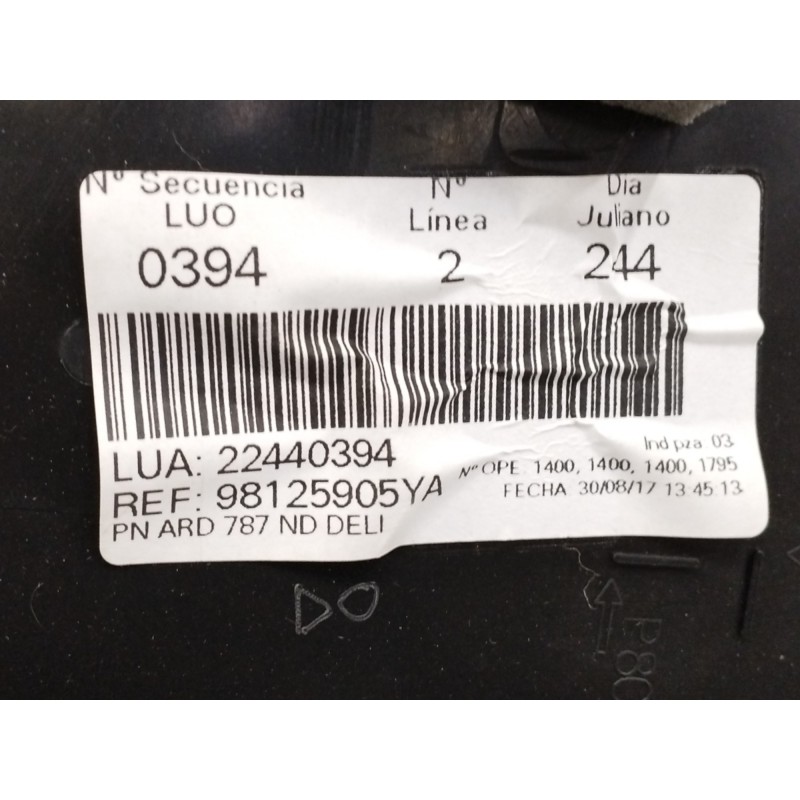 Nº Secuencia Nº Dia
LUO Línea Juliano
0394 2 244
LUA: 22440394
Ind pza 03
REF: 98125905YA
Nº OPE 1400, 1400, 1400, 1795
FECHA 30/08/17 13 45 13
PN ARD 787 ND DELI